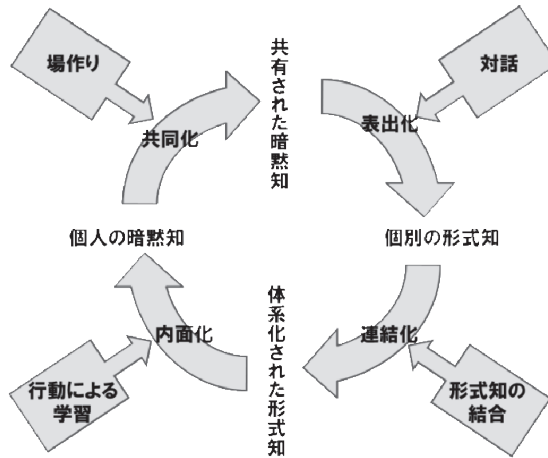 場作り
共同化
共有された暗黙知
対話
表出化
個人の暗黙知
個別の形式知
内面化
体系化された形式知
連結化
行動による
学習
形式知の
結合